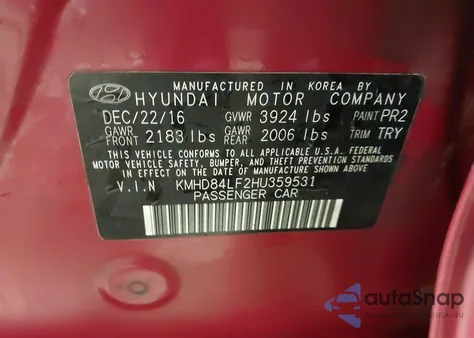 MANUFACTURED IN KOREA BY
HYUNDAI MOTOR COMPANY
DEC/22/16 GVWR 3924 lbs PAINT PR2
GAWR 2183 lbs GAWR 2006 lbs TRIM TRY
THIS VEHICLE CONFORMS TO ALL APPLICABLE U.S.A. FEDERAL
MOTOR VEHICLE SAFETY, BUMPER, AND THEFT PREVENTION
STANDARDS IN EFFECT ON THE DATE OF MANUFACTURE SHOWN ABOVE.
V.I.N KMHD84LF2HU359531
PASSENGER CAR
autoSnap